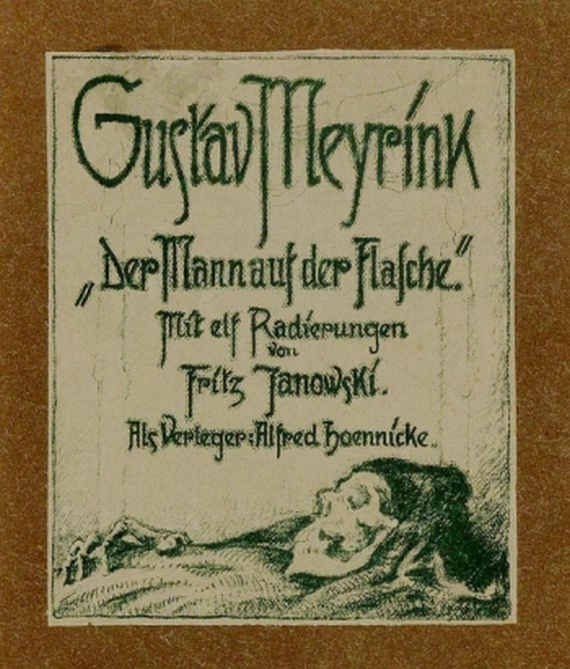 Gustav Meyrink
„Der Mann auf der Flasche."
Mit elf Radierungen
von
Fritz Janowski.
Als Verleger: Alfred Hoennicke.